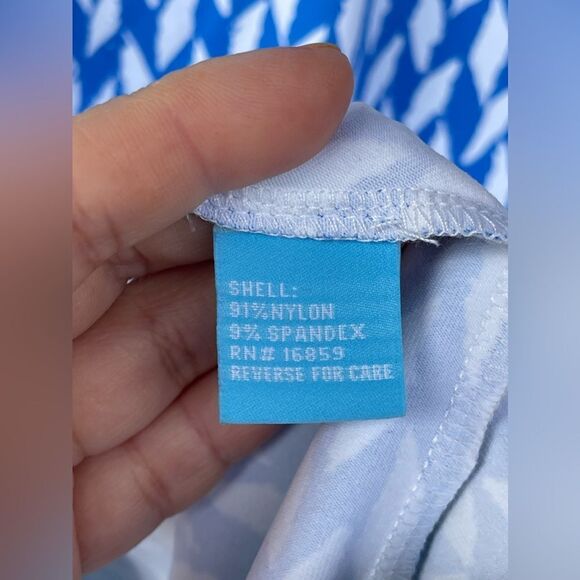 SHELL:
91% NYLON
9% SPANDEX
RN# 16859
REVERSE FOR CARE